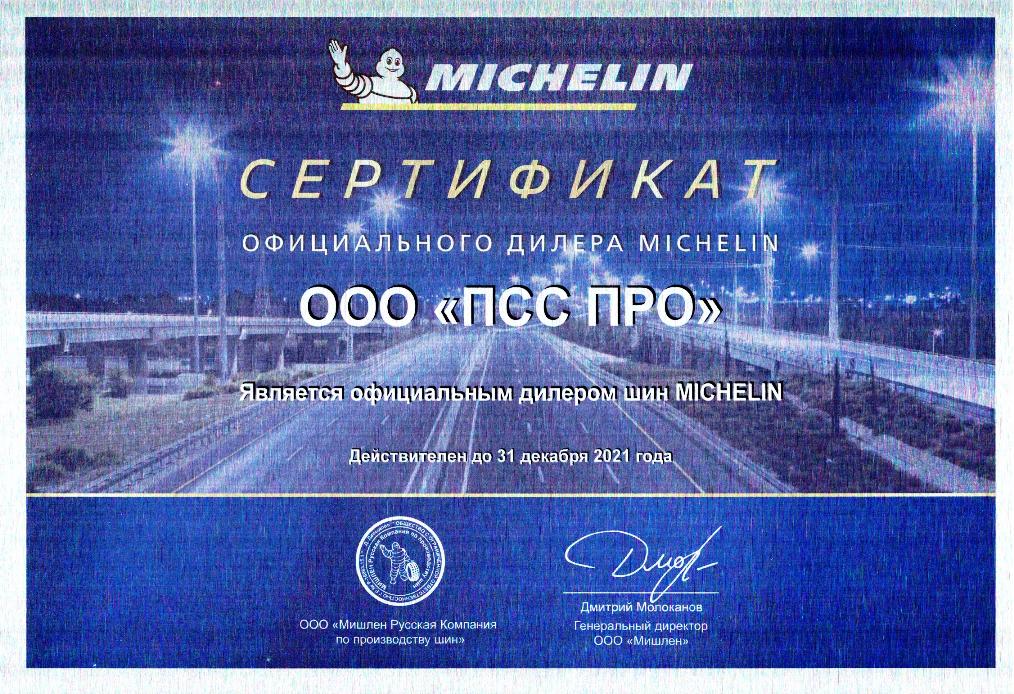 MICHELIN
СЕРТИФИКАТ
ОФИЦИАЛЬНОГО ДИЛЕРА MICHELIN
ООО «ПСС ПРО»
Является официальным дилером шин MICHELIN
Действителен до 31 декабря 2021 года
ООО «Мишлен Русская Компания
по производству шин»
Дмитрий Молоканов
Генеральный директор
ООО «Мишлен»